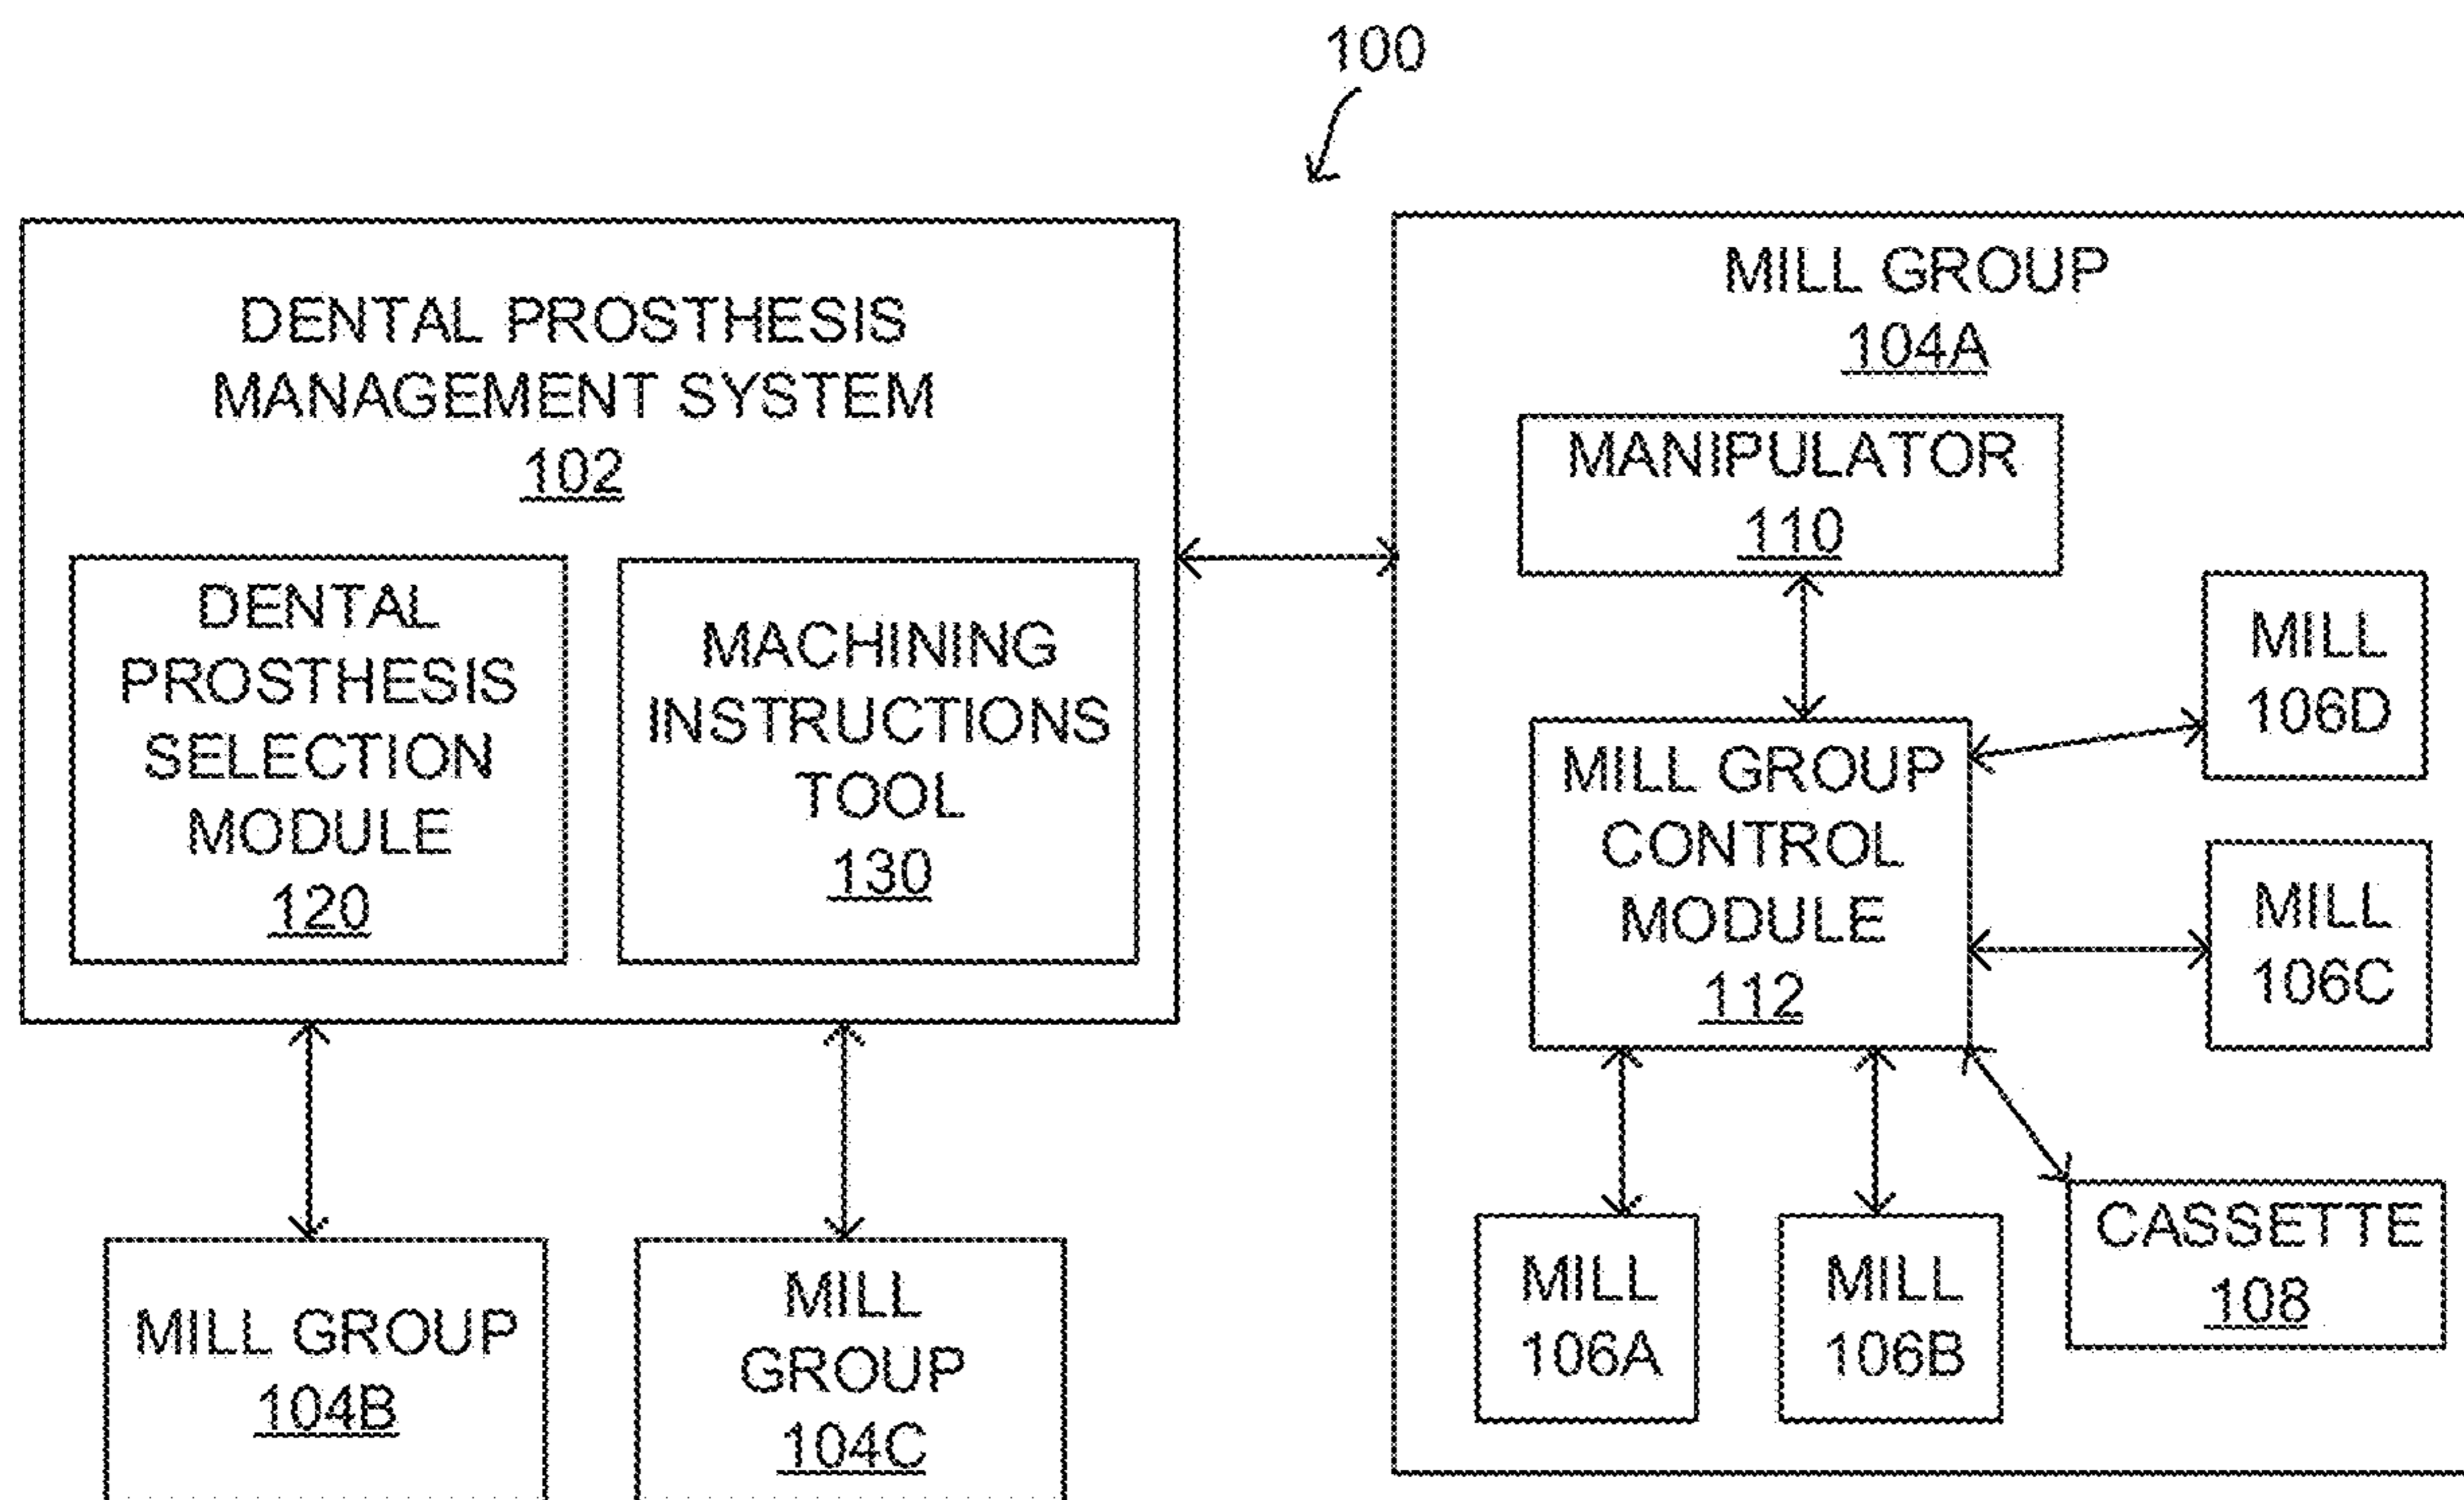 100
DENTAL PROSTHESIS
MANAGEMENT SYSTEM
102
DENTAL
PROSTHESIS
SELECTION
MODULE
120
MACHINING
INSTRUCTIONS
TOOL
130
MILL GROUP
104B
MILL
GROUP
104C
MILL GROUP
104A
MANIPULATOR
110
MILL GROUP
CONTROL
MODULE
112
MILL
106D
MILL
106C
MILL
106A
MILL
106B
CASSETTE
108